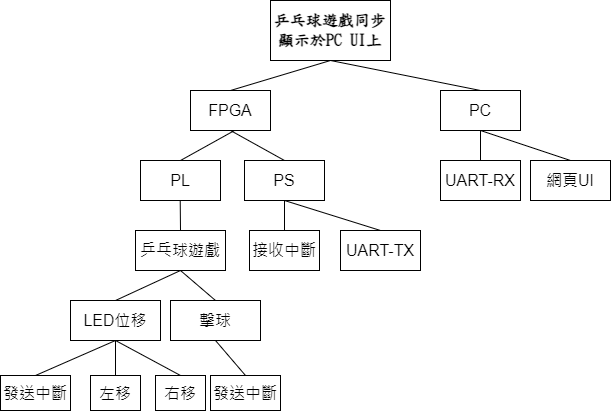 乒乓球遊戲同步
顯示於PC UI上
FPGA
PC
PL
PS
UART-RX
網頁UI
乒乓球遊戲
接收中斷
UART-TX
LED位移
擊球
發送中斷
左移
右移
發送中斷